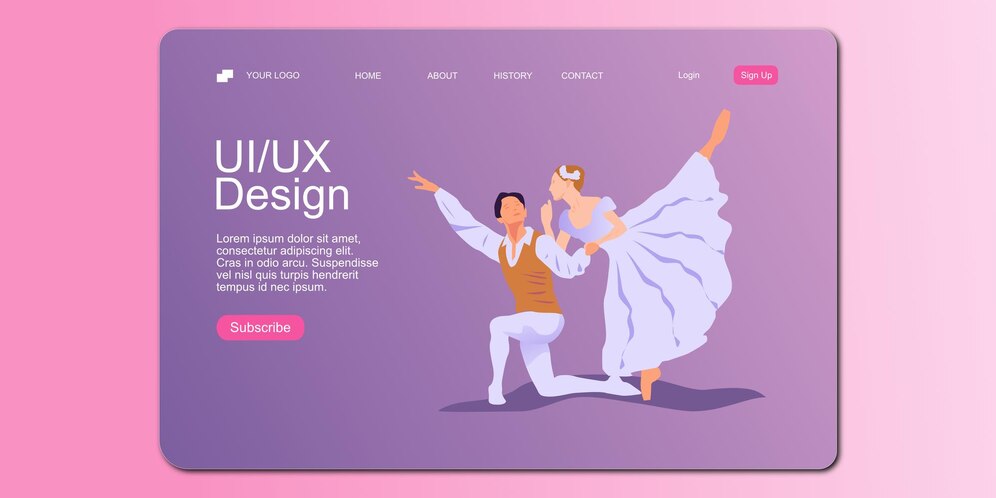 YOUR LOGO
HOME
ABOUT
HISTORY
CONTACT
Login
Sign Up
UI/UX
Design
Lorem ipsum dolor sit amet,
consectetur adipiscing elit.
Cras in odio arcu. Suspendisse
vel nisl quis turpis hendrerit
tempus id nec ipsum.
Subscribe